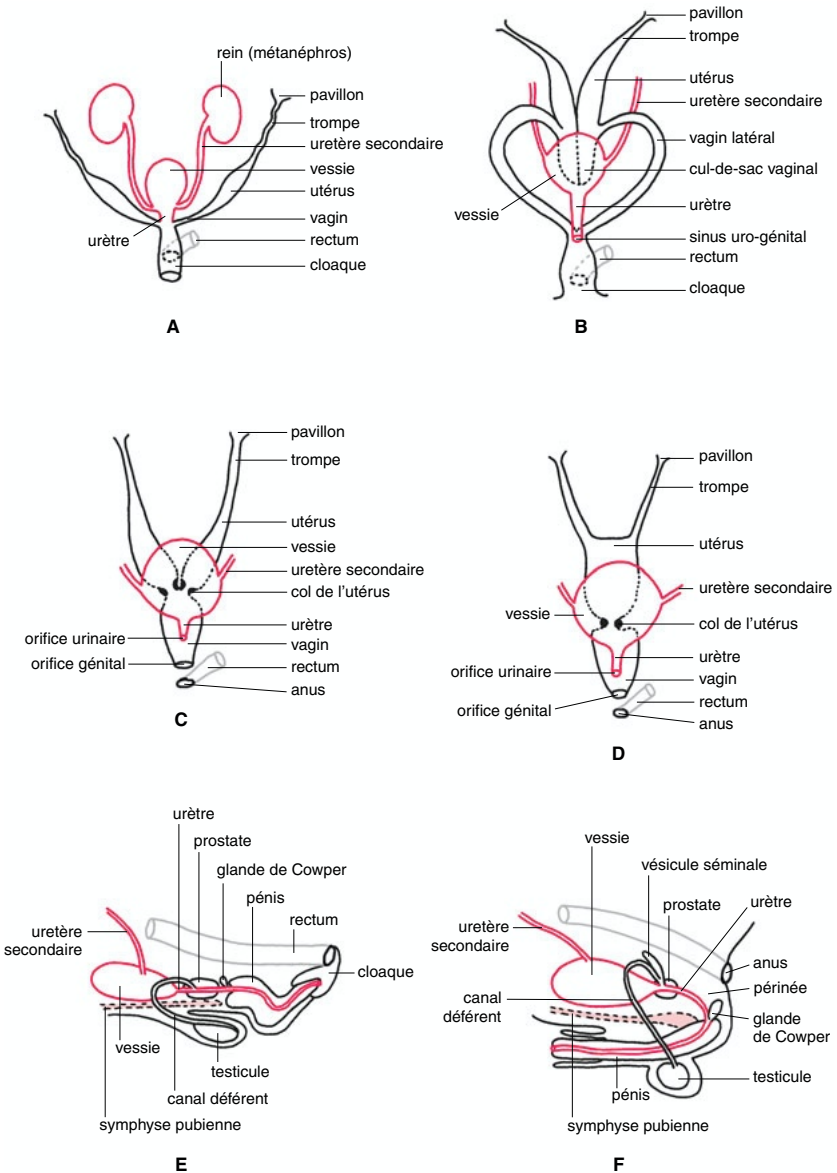 rein (métanéphros)
pavillon
trompe
uretère secondaire
vessie
utérus
vagin
urètre
rectum
cloaque
A
pavillon
trompe
utérus
uretère secondaire
vagin latéral
cul-de-sac vaginal
vessie
urètre
sinus uro-génital
rectum
cloaque
B
pavillon
trompe
utérus
vessie
uretère secondaire
col de l'utérus
urètre
orifice urinaire
vagin
orifice génital
rectum
anus
C
pavillon
trompe
utérus
uretère secondaire
vessie
col de l'utérus
urètre
orifice urinaire
vagin
rectum
orifice génital
anus
D
urètre
prostate
glande de Cowper
pénis
rectum
uretère
secondaire
cloaque
vessie
testicule
canal déférent
symphyse pubienne
E
vessie
vésicule séminale
prostate
urètre
uretère
secondaire
anus
périnée
canal
déférent
glande
de Cowper
testicule
pénis
symphyse pubienne
F